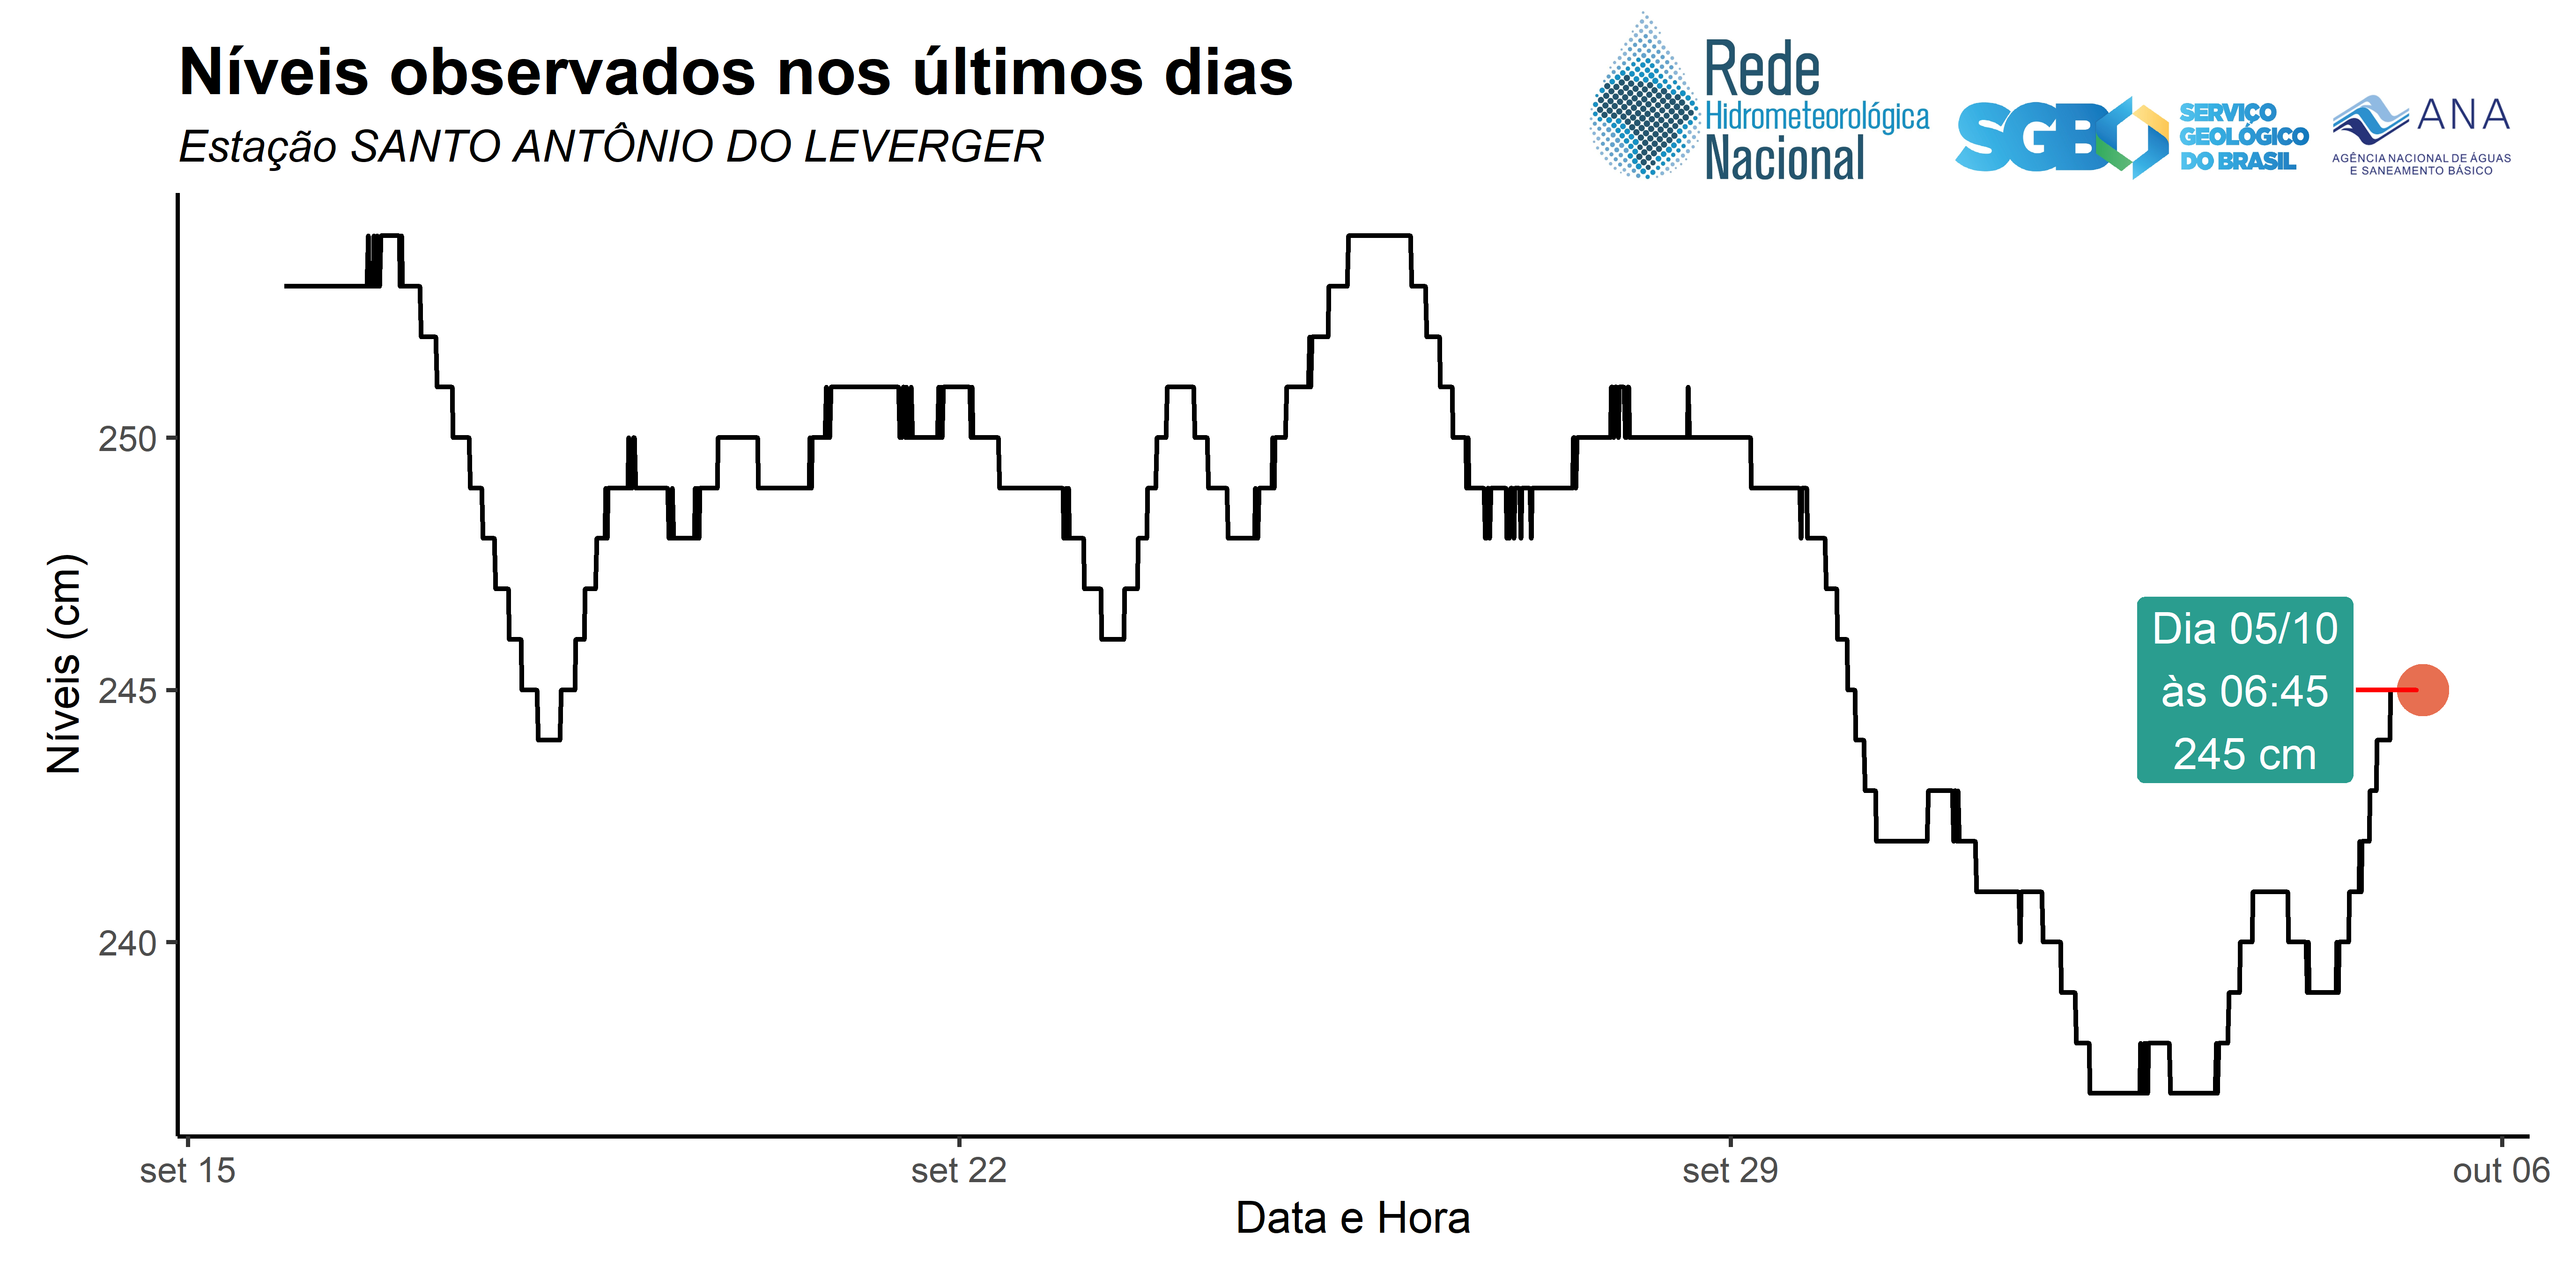 Níveis observados nos últimos dias
Estação SANTO ANTÔNIO DO LEVERGER
Rede
Hidrometeorológica
Nacional
SGB
SERVIÇO
GEOLÓGICO
DO BRASIL
ANA
AGÊNCIA NACIONAL DE ÁGUAS
E SANEAMENTO BÁSICO
Níveis (cm)
250
245
240
Dia 05/10
às 06:45
245 cm
set 15
set 22
set 29
out 06
Data e Hora